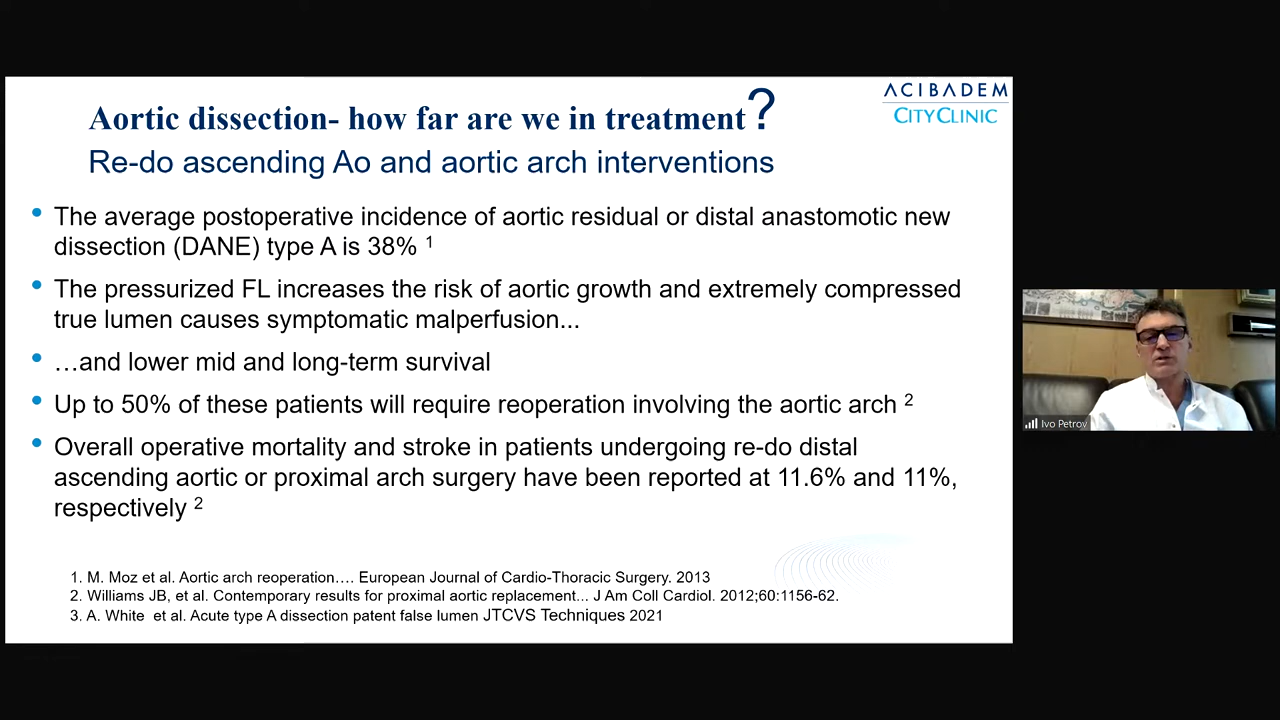 Aortic dissection- how far are we in treatment?
ACIBADEM
CITYCLINIC
Re-do ascending Ao and aortic arch interventions
• The average postoperative incidence of aortic residual or distal anastomotic new
dissection (DANE) type A is 38% 1
• The pressurized FL increases the risk of aortic growth and extremely compressed
true lumen causes symptomatic malperfusion...
• …and lower mid and long-term survival
• Up to 50% of these patients will require reoperation involving the aortic arch 2
• Overall operative mortality and stroke in patients undergoing re-do distal
ascending aortic or proximal arch surgery have been reported at 11.6% and 11%,
respectively 2
1. M. Moz et al. Aortic arch reoperation…. European Journal of Cardio-Thoracic Surgery. 2013
2. Williams JB, et al. Contemporary results for proximal aortic replacement... J Am Coll Cardiol. 2012;60:1156-62.
3. A. White et al. Acute type A dissection patent false lumen JTCVS Techniques 2021
Ivo Petrov